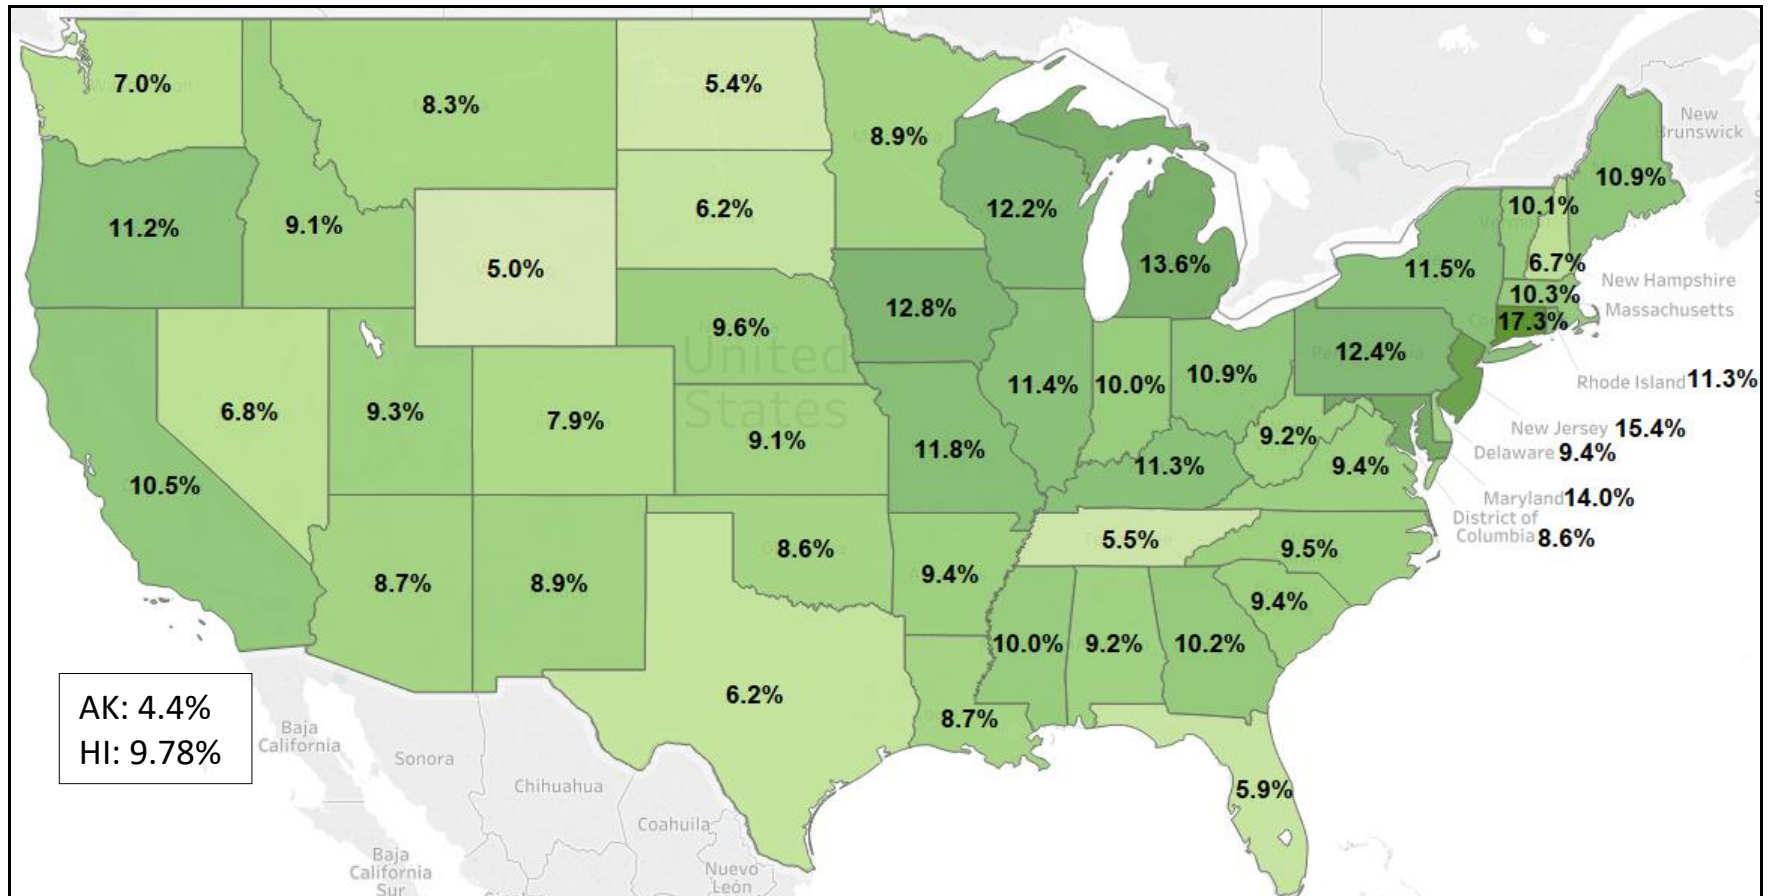 7.0%
8.3%
5.4%
8.9%
New
Brunswick
10.9%
11.2%
9.1%
6.2%
12.2%
10.1%
5.0%
13.6%
11.5%
6.7%
New Hampshire
10.3%
Massachusetts
12.8%
17.3%
9.6%
United
States
12.4%
11.4%
10.0%
10.9%
Rhode Island 11.3%
6.8%
9.3%
7.9%
9.1%
11.8%
11.3%
9.2%
9.4%
New Jersey 15.4%
Delaware 9.4%
10.5%
Maryland 14.0%
District of
Columbia 8.6%
8.6%
5.5%
9.5%
8.7%
8.9%
9.4%
9.4%
10.0%
9.2%
10.2%
6.2%
8.7%
5.9%
AK: 4.4%
HI: 9.78%
Baja
California
Sonora
Chihuahua
Coahuila
Baja
California
Sur
Nuevo
León